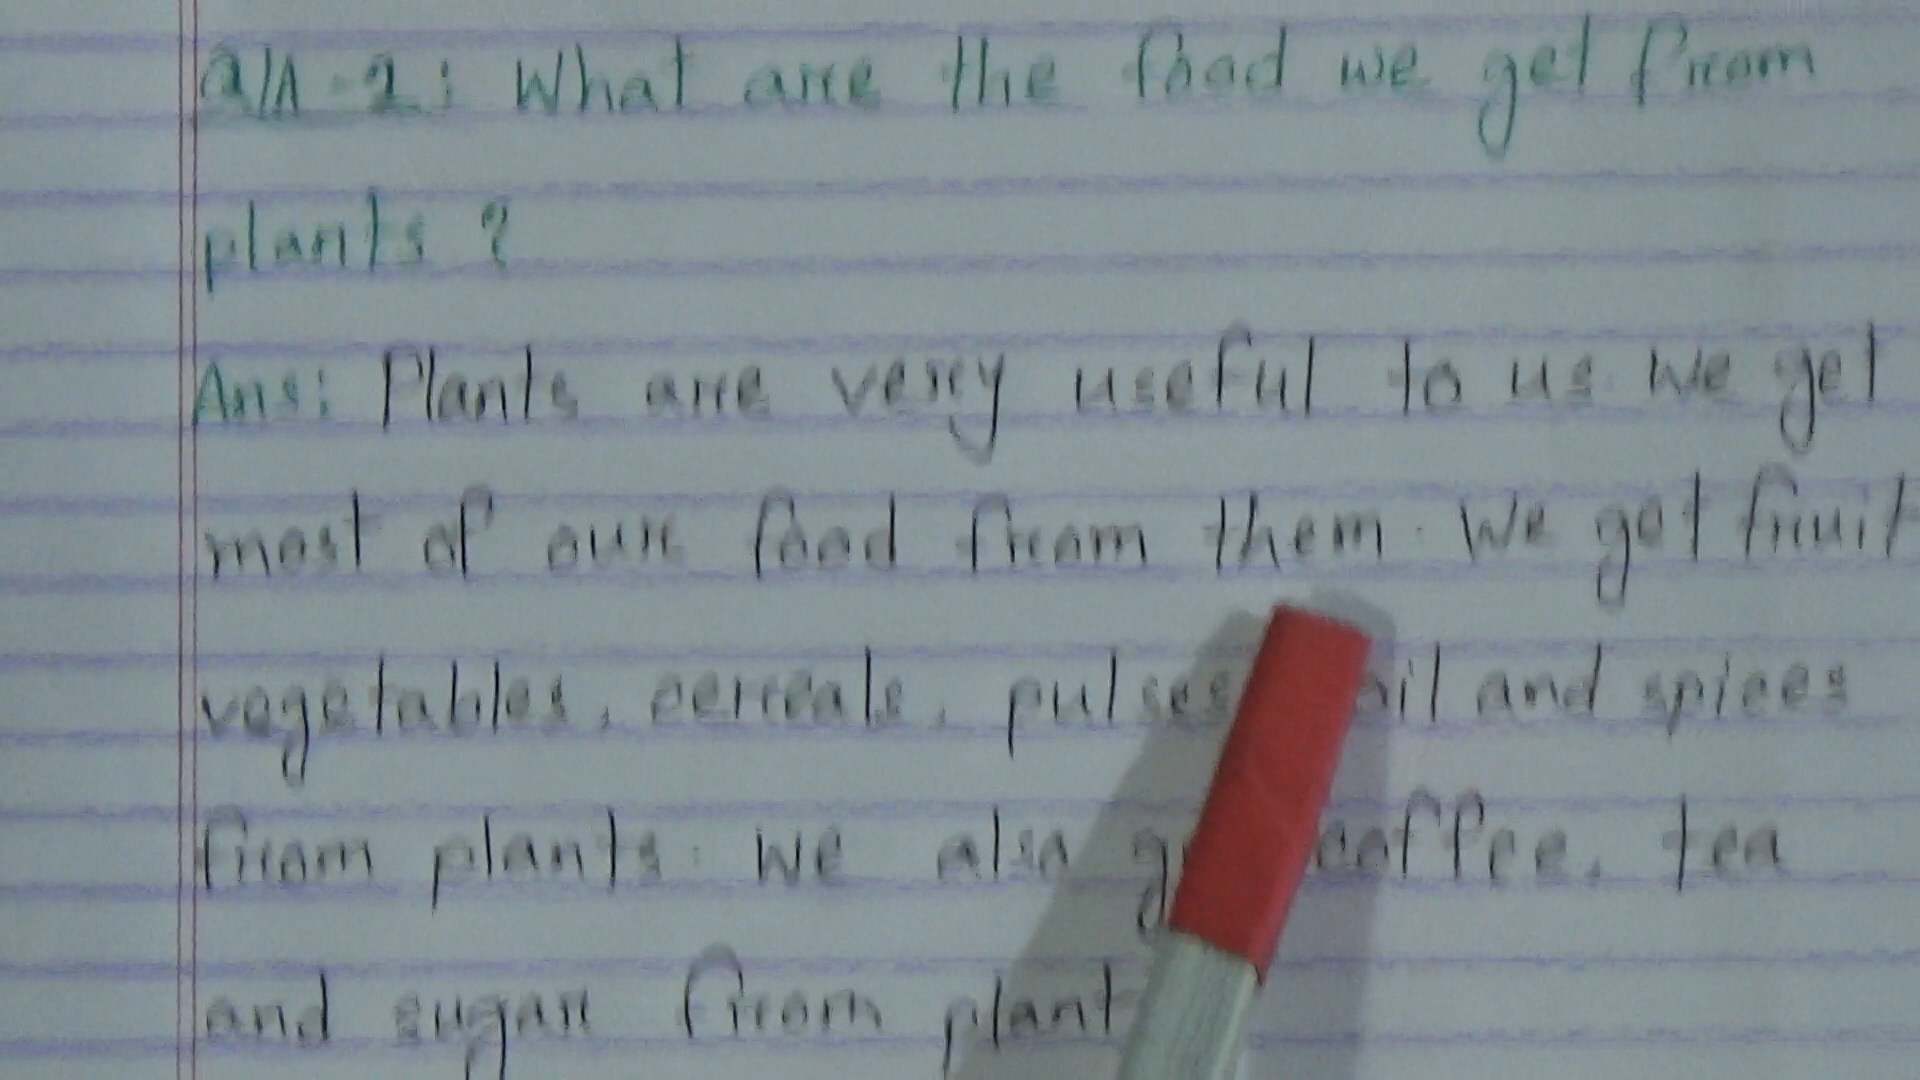 Q/A-2: What are the food we get from
plants?
Ans: Plants are very useful to us. We get
most of our food from them. We get fruit
vegetables, cereals, pulses oil and spices
from plants. We also coffee, tea
and sugar from plant